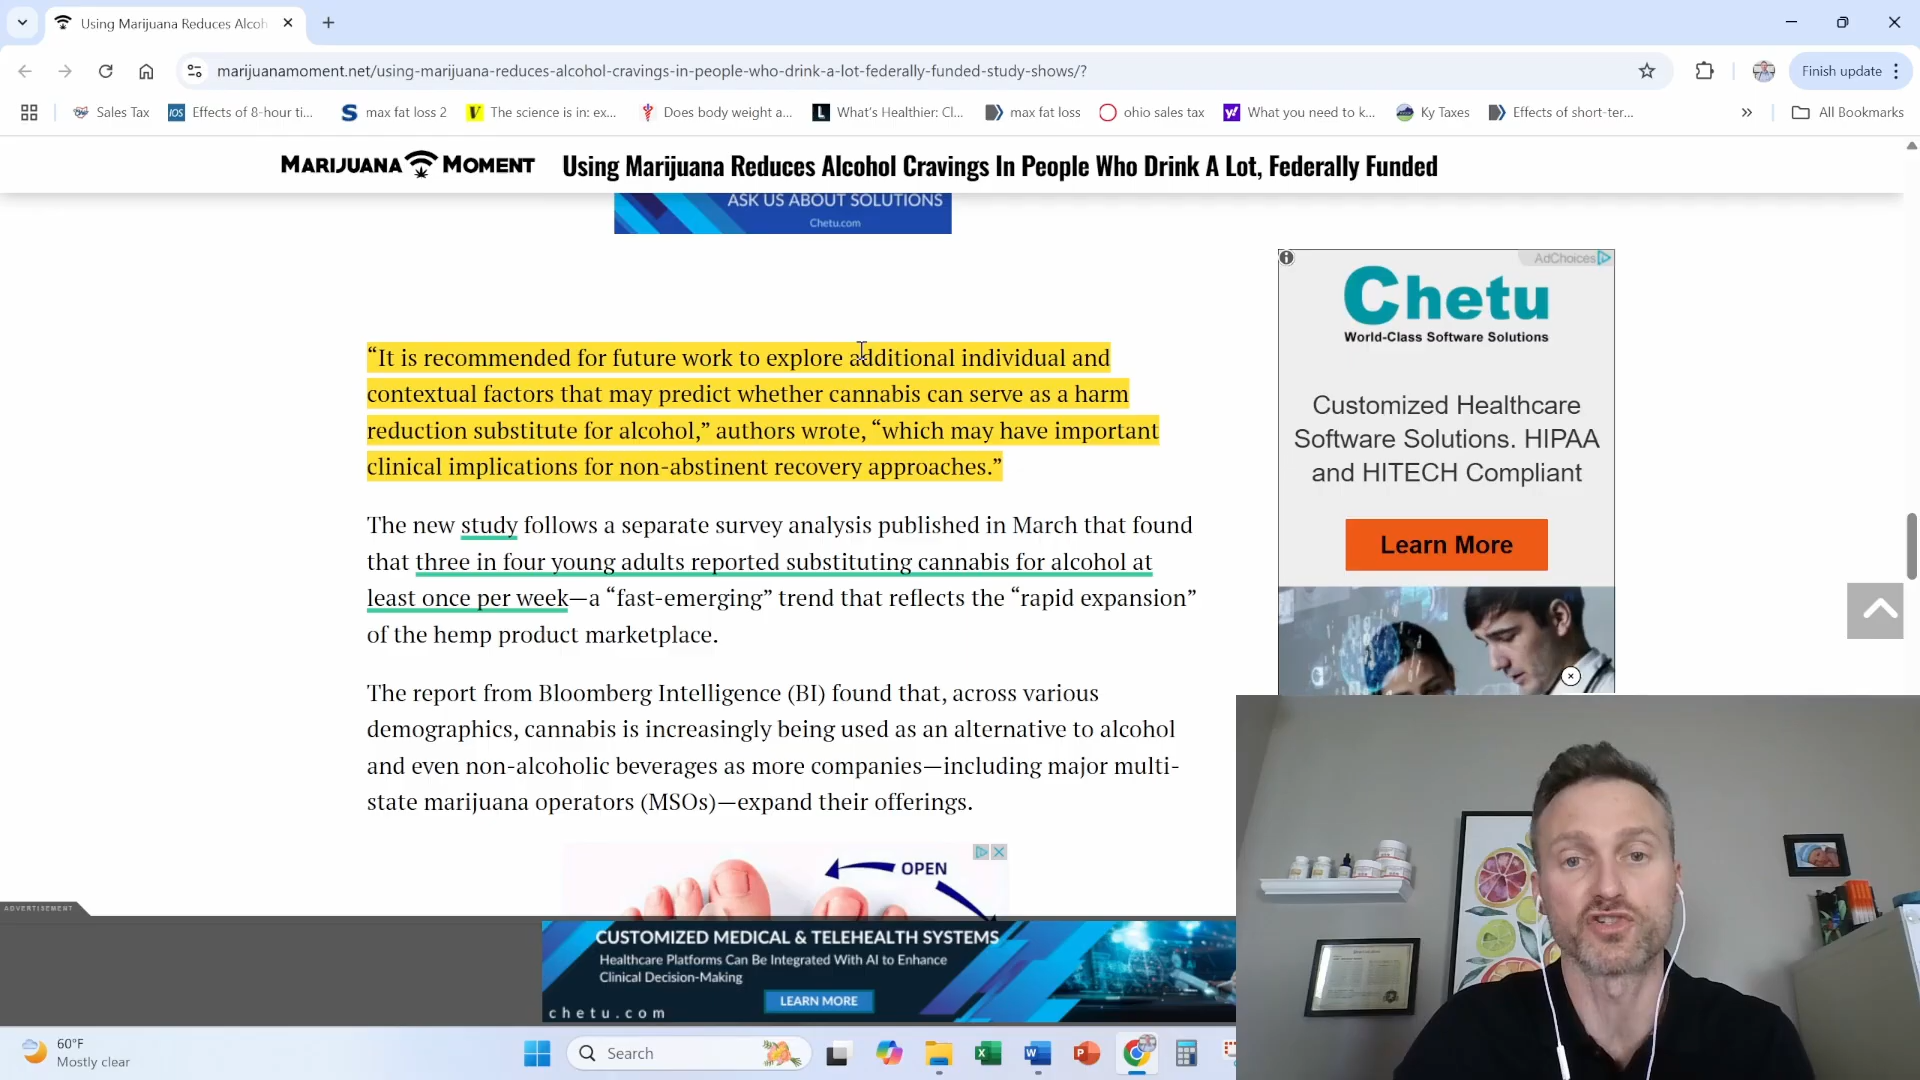 Using Marijuana Reduces Alcoh
marijuanamoment.net/using-marijuana-reduces-alcohol-cravings-in-people-who-drink-a-lot-federally-funded-study-shows/?
Finish update
Sales Tax
Effects of 8-hour ti...
max fat loss 2
The science is in: ex...
Does body weight a...
What's Healthier: Cl...
max fat loss
ohio sales tax
What you need to k...
Ky Taxes
Effects of short-ter...
All Bookmarks
MARIJUANA MOMENT
Using Marijuana Reduces Alcohol Cravings In People Who Drink A Lot, Federally Funded
ASK US ABOUT SOLUTIONS
Chetu.com
“It is recommended for future work to explore additional individual and
contextual factors that may predict whether cannabis can serve as a harm
reduction substitute for alcohol,” authors wrote, “which may have important
clinical implications for non-abstinent recovery approaches.”
The new study follows a separate survey analysis published in March that found
that three in four young adults reported substituting cannabis for alcohol at
least once per week—a “fast-emerging” trend that reflects the “rapid expansion”
of the hemp product marketplace.
The report from Bloomberg Intelligence (BI) found that, across various
demographics, cannabis is increasingly being used as an alternative to alcohol
and even non-alcoholic beverages as more companies—including major multi-
state marijuana operators (MSOs)—expand their offerings.
AdChoices
Chetu
World-Class Software Solutions
Customized Healthcare
Software Solutions. HIPAA
and HITECH Compliant
Learn More
OPEN
ADVERTISEMENT
CUSTOMIZED MEDICAL & TELEHEALTH SYSTEMS
Healthcare Platforms Can Be Integrated With AI to Enhance
Clinical Decision-Making
LEARN MORE
chetu.com
60°F
Mostly clear
Search